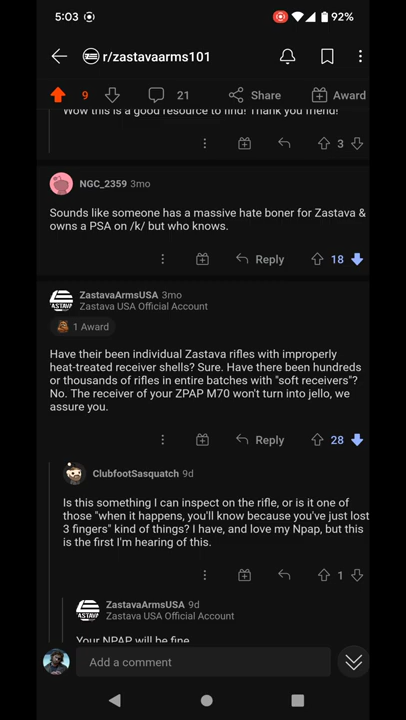 5:03
92%
r/zastavaarms101
9
21
Share
Award
Wow this is a good resource to find! Thank you friend!
3
NGC_2359 3mo
Sounds like someone has a massive hate boner for Zastava &
owns a PSA on /k/ but who knows.
Reply
18
ZastavaArmsUSA 3mo
Zastava USA Official Account
1 Award
Have their been individual Zastava rifles with improperly
heat-treated receiver shells? Sure. Have there been hundreds
or thousands of rifles in entire batches with "soft receivers"?
No. The receiver of your ZPAP M70 won't turn into jello, we
assure you.
Reply
28
ClubfootSasquatch 9d
Is this something I can inspect on the rifle, or is it one of
those "when it happens, you'll know because you've just lost
3 fingers" kind of things? I have, and love my Npap, but this
is the first I'm hearing of this.
1
ZastavaArmsUSA 9d
Zastava USA Official Account
Your NPAP will be fine
Add a comment